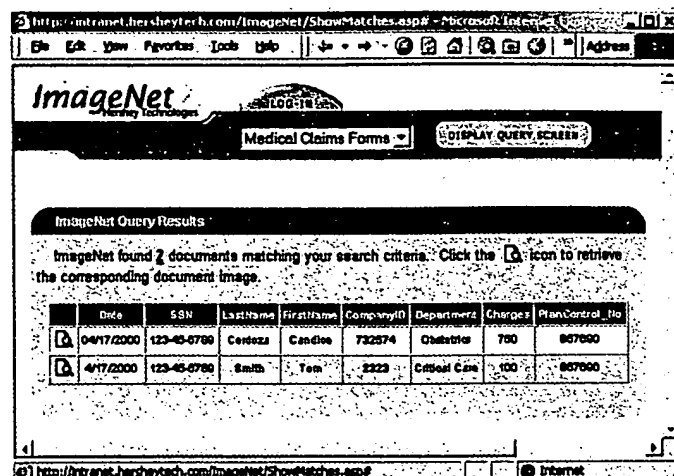 http://intranet.hersheytech.com/ImageNet/ShowMatches.asp# - Microsoft Internet
File Edit View Favorites Tools Help Address
ImageNet
Hershey Technologies
LOG-IN
Medical Claims Forms
DISPLAY QUERY SCREEN
ImageNet Query Results
ImageNet found 2 documents matching your search criteria. Click the icon to retrieve
the corresponding document image.
Date SSN LastName FirstName CompanyID Department Charges PlanControl_No
04/17/2000 123-45-6789 Cardoza Candice 732574 Obstetrics 750
4/17/2000 123-45-6789 Smith Tom 2323 Critical Care 100
http://intranet.hersheytech.com/ImageNet/ShowMatches.asp# Internet